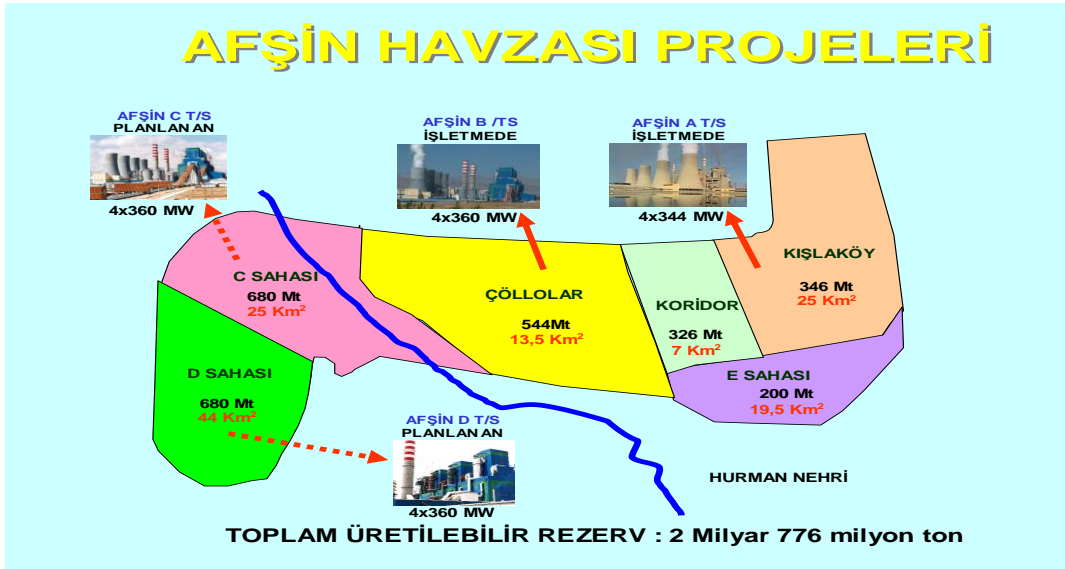 AFŞİN HAVZASI PROJELERİ
AFŞİN C T/S
PLANLANAN
4x360 MW
AFŞİN B /TS
İŞLETMEDE
4x360 MW
AFŞİN A T/S
İŞLETMEDE
4x344 MW
C SAHASI
680 Mt
25 Km²
ÇÖLLOLAR
544Mt
13,5 Km²
KORİDOR
326 Mt
7 Km²
KIŞLAKÖY
346 Mt
25 Km²
D SAHASI
680 Mt
44 Km²
E SAHASI
200 Mt
19,5 Km²
AFŞİN D T/S
PLANLANAN
4x360 MW
HURMAN NEHRİ
TOPLAM ÜRETİLEBİLİR REZERV : 2 Milyar 776 milyon ton